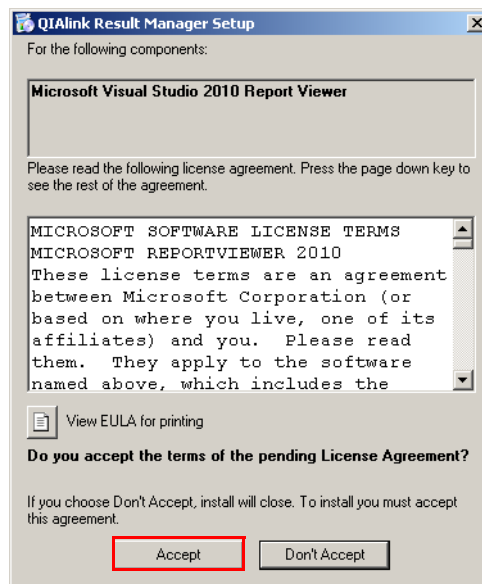 QIAlink Result Manager Setup
For the following components:
Microsoft Visual Studio 2010 Report Viewer
Please read the following license agreement. Press the page down key to
see the rest of the agreement.
MICROSOFT SOFTWARE LICENSE TERMS
MICROSOFT REPORTVIEWER 2010
These license terms are an agreement
between Microsoft Corporation (or
based on where you live, one of its
affiliates) and you.  Please read
them.  They apply to the software
named above, which includes the
View EULA for printing
Do you accept the terms of the pending License Agreement?
If you choose Don't Accept, install will close. To install you must accept
this agreement.
Accept
Don't Accept